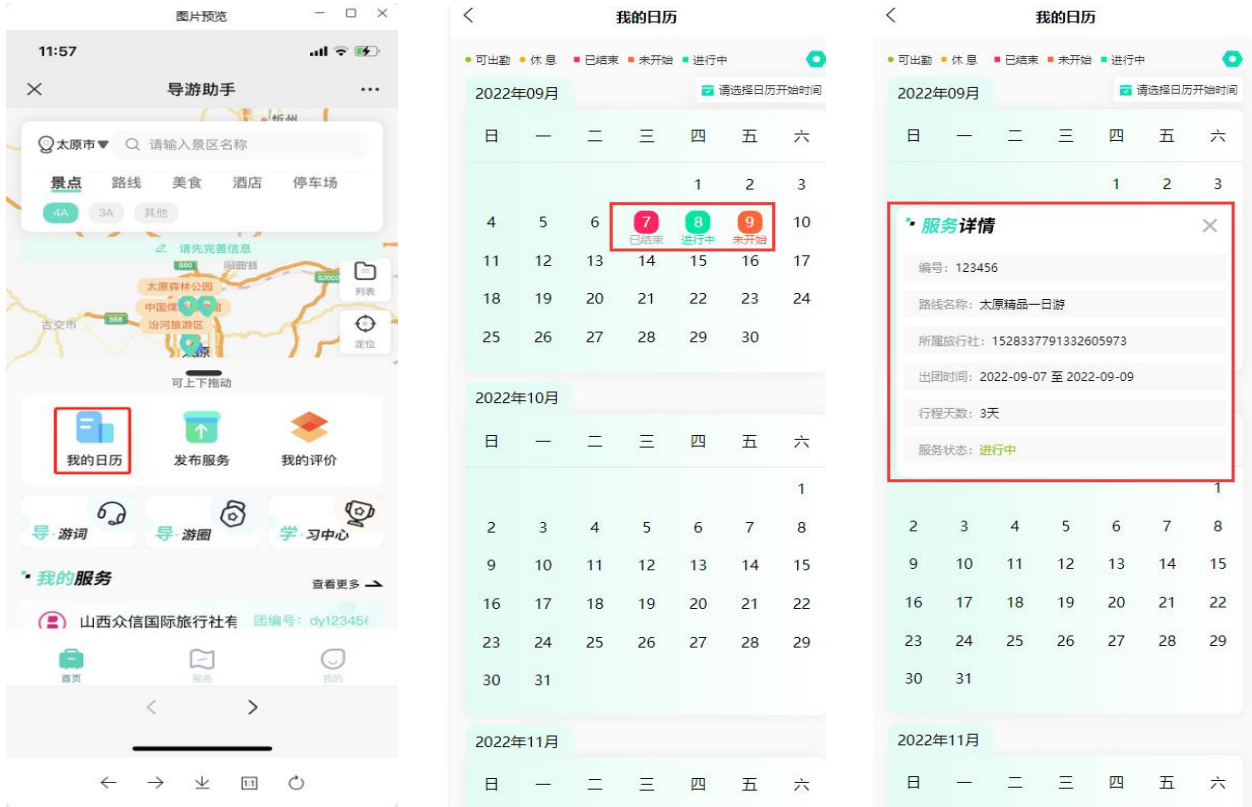 图片预览
11:57
导游助手
忻州
太原市▼
请输入景区名称
景点 路线 美食 酒店 停车场
4A 3A 其他
请先完善信息
列表
太原森林公园
古交市
汾河旅游区
太原
定位
可上下拖动
我的日历 发布服务 我的评价
导·游词 导·游圈 学·习中心
我的服务
查看更多
山西众信国际旅行社有
团编号: dy123456
首页 服务 我的
1:1
我的日历
可出勤 休息 已结束 未开始 进行中
2022年09月
请选择日历开始时间
日 一 二 三 四 五 六
1 2 3
4 5 6 7 8 9 10
已结束 进行中 未开始
11 12 13 14 15 16 17
18 19 20 21 22 23 24
25 26 27 28 29 30
2022年10月
日 一 二 三 四 五 六
1
2 3 4 5 6 7 8
9 10 11 12 13 14 15
16 17 18 19 20 21 22
23 24 25 26 27 28 29
30 31
2022年11月
日 一 二 三 四 五 六
我的日历
可出勤 休息 已结束 未开始 进行中
2022年09月
请选择日历开始时间
日 一 二 三 四 五 六
1 2 3
服务详情
编号: 123456
路线名称: 太原精品一日游
所属旅行社: 1528337791332605973
出团时间: 2022-09-07 至 2022-09-09
行程天数: 3天
服务状态: 进行中
1
2 3 4 5 6 7 8
9 10 11 12 13 14 15
16 17 18 19 20 21 22
23 24 25 26 27 28 29
30 31
2022年11月
日 一 二 三 四 五 六